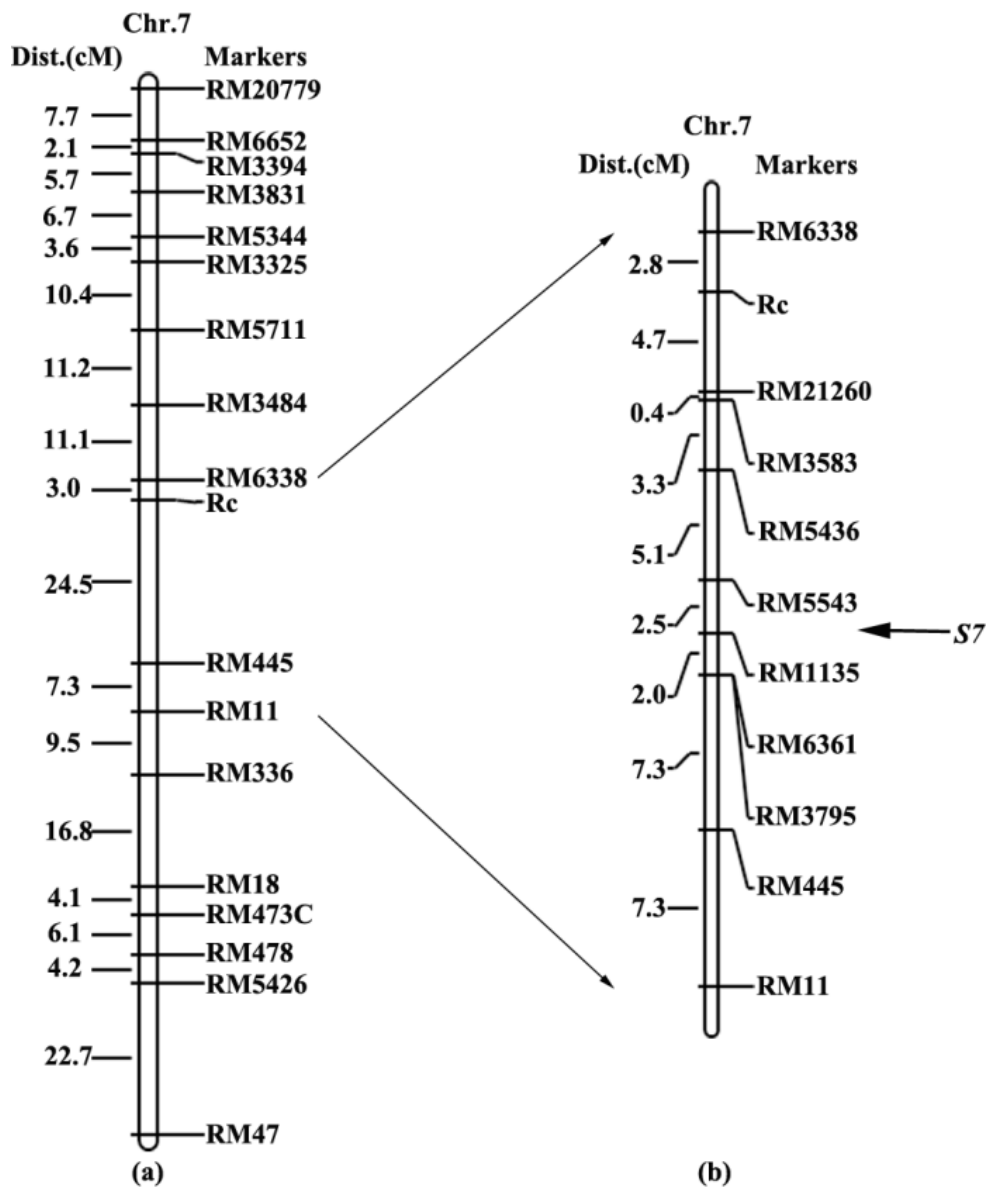 Chr.7
Dist.(cM) Markers
RM20779
7.7
RM6652
2.1
RM3394
5.7
RM3831
6.7
RM5344
3.6
RM3325
10.4
RM5711
11.2
RM3484
11.1
RM6338
3.0
Rc
24.5
RM445
7.3
RM11
9.5
RM336
16.8
RM18
4.1
RM473C
6.1
RM478
4.2
RM5426
22.7
RM47
(a)
Chr.7
Dist.(cM) Markers
RM6338
2.8
Rc
4.7
RM21260
0.4
RM3583
3.3
RM5436
5.1
RM5543
2.5
S7
RM1135
2.0
RM6361
7.3
RM3795
RM445
7.3
RM11
(b)